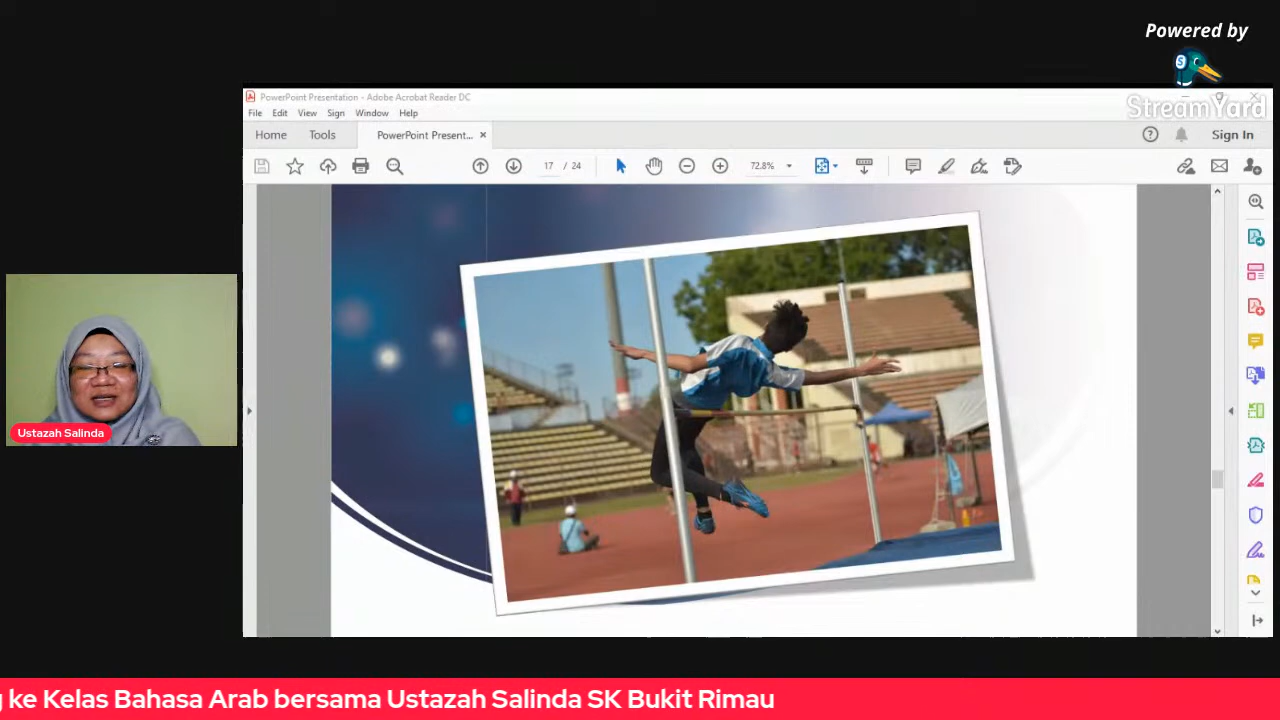 Powered by
StreamYard
PowerPoint Presentation - Adobe Acrobat Reader DC
File Edit View Sign Window Help
Home Tools PowerPoint Present... Sign In
17 / 24 72.8%
Ustazah Salinda
ke Kelas Bahasa Arab bersama Ustazah Salinda SK Bukit Rimau